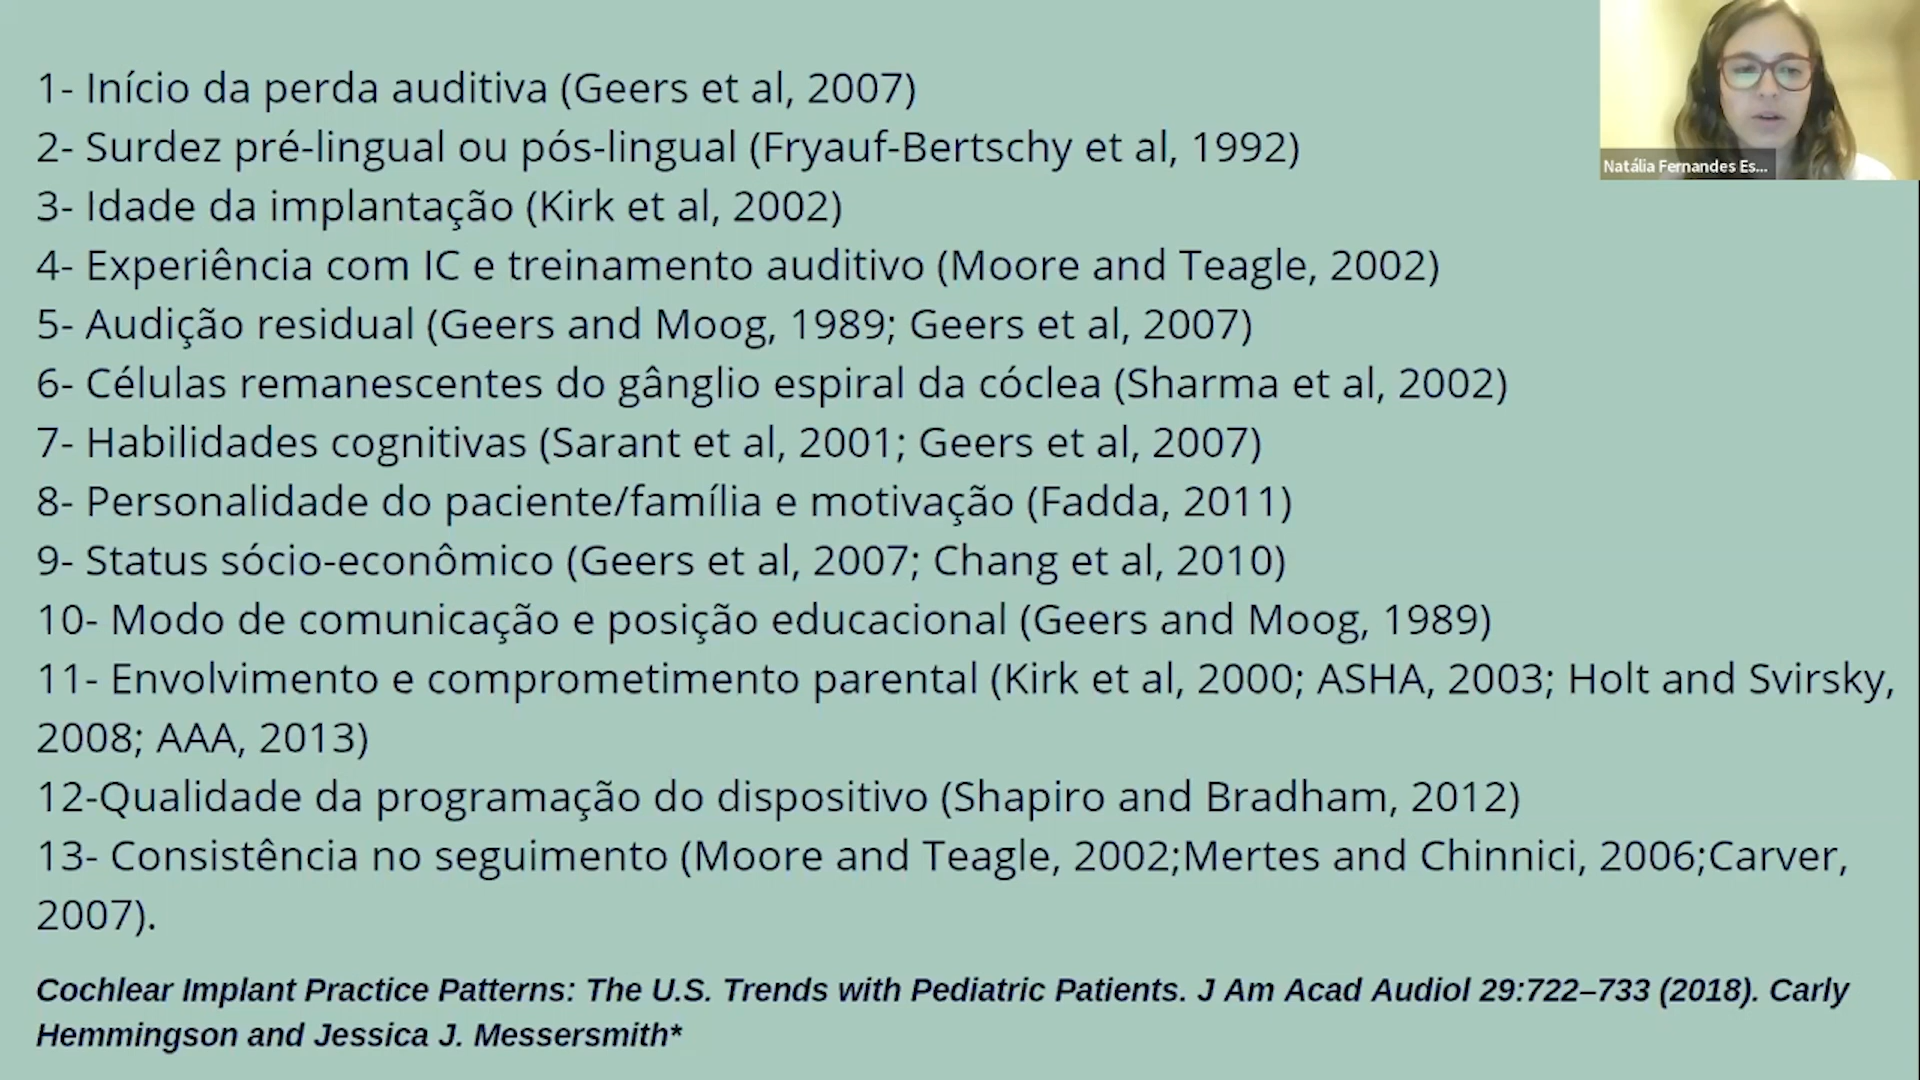 1- Início da perda auditiva (Geers et al, 2007)
2- Surdez pré-lingual ou pós-lingual (Fryauf-Bertschy et al, 1992)
3- Idade da implantação (Kirk et al, 2002)
4- Experiência com IC e treinamento auditivo (Moore and Teagle, 2002)
5- Audição residual (Geers and Moog, 1989; Geers et al, 2007)
6- Células remanescentes do gânglio espiral da cóclea (Sharma et al, 2002)
7- Habilidades cognitivas (Sarant et al, 2001; Geers et al, 2007)
8- Personalidade do paciente/família e motivação (Fadda, 2011)
9- Status sócio-econômico (Geers et al, 2007; Chang et al, 2010)
10- Modo de comunicação e posição educacional (Geers and Moog, 1989)
11- Envolvimento e comprometimento parental (Kirk et al, 2000; ASHA, 2003; Holt and Svirsky,
2008; AAA, 2013)
12-Qualidade da programação do dispositivo (Shapiro and Bradham, 2012)
13- Consistência no seguimento (Moore and Teagle, 2002;Mertes and Chinnici, 2006;Carver,
2007).
Cochlear Implant Practice Patterns: The U.S. Trends with Pediatric Patients. J Am Acad Audiol 29:722–733 (2018). Carly
Hemmingson and Jessica J. Messersmith*
Natália Fernandes Es...